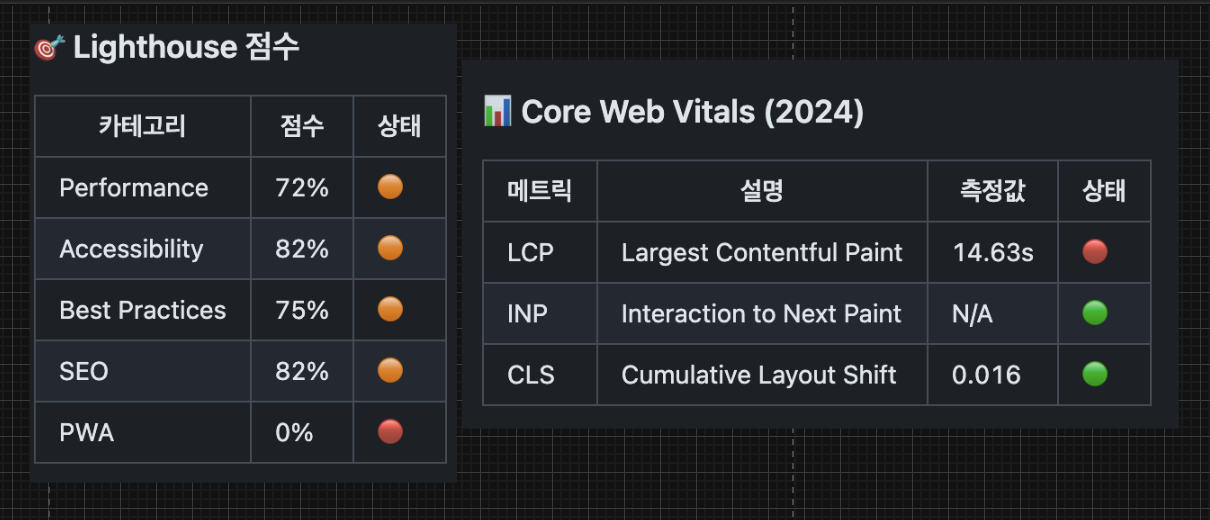 🎯 Lighthouse 점수
카테고리 점수 상태
Performance 72% 🟠
Accessibility 82% 🟠
Best Practices 75% 🟠
SEO 82% 🟠
PWA 0% 🔴
📊 Core Web Vitals (2024)
메트릭 설명 측정값 상태
LCP Largest Contentful Paint 14.63s 🔴
INP Interaction to Next Paint N/A 🟢
CLS Cumulative Layout Shift 0.016 🟢